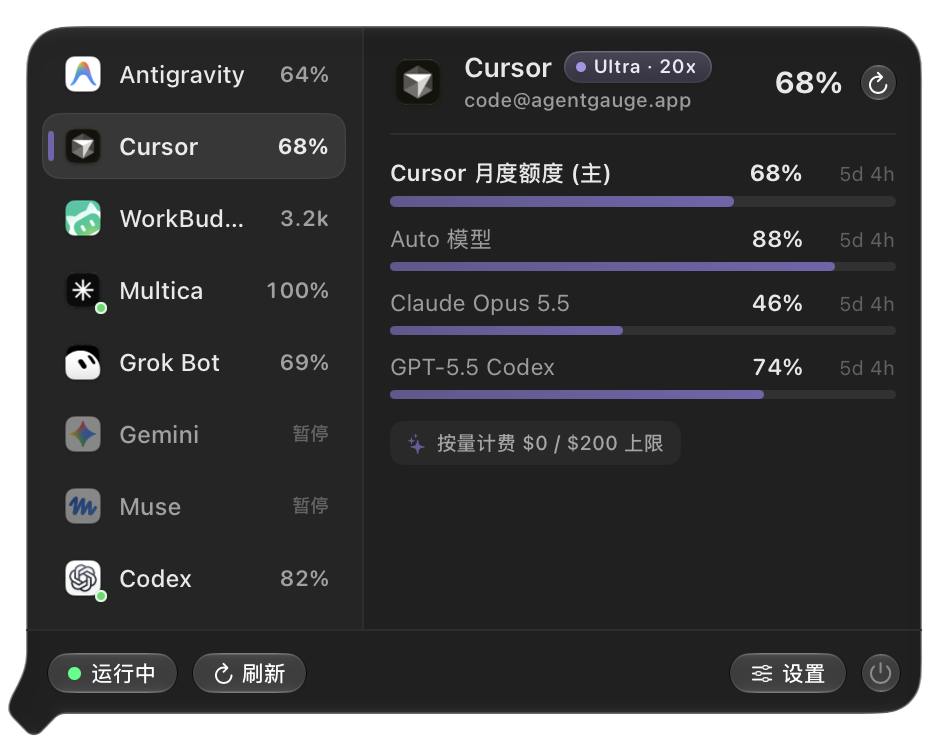 Antigravity 64%
Cursor 68%
WorkBud... 3.2k
Multica 100%
Grok Bot 69%
Gemini 暂停
Muse 暂停
Codex 82%
Cursor Ultra · 20x
code@agentgauge.app
68%
Cursor 月度额度 (主) 68% 5d 4h
Auto 模型 88% 5d 4h
Claude Opus 5.5 46% 5d 4h
GPT-5.5 Codex 74% 5d 4h
按量计费 $0 / $200 上限
运行中 刷新 设置